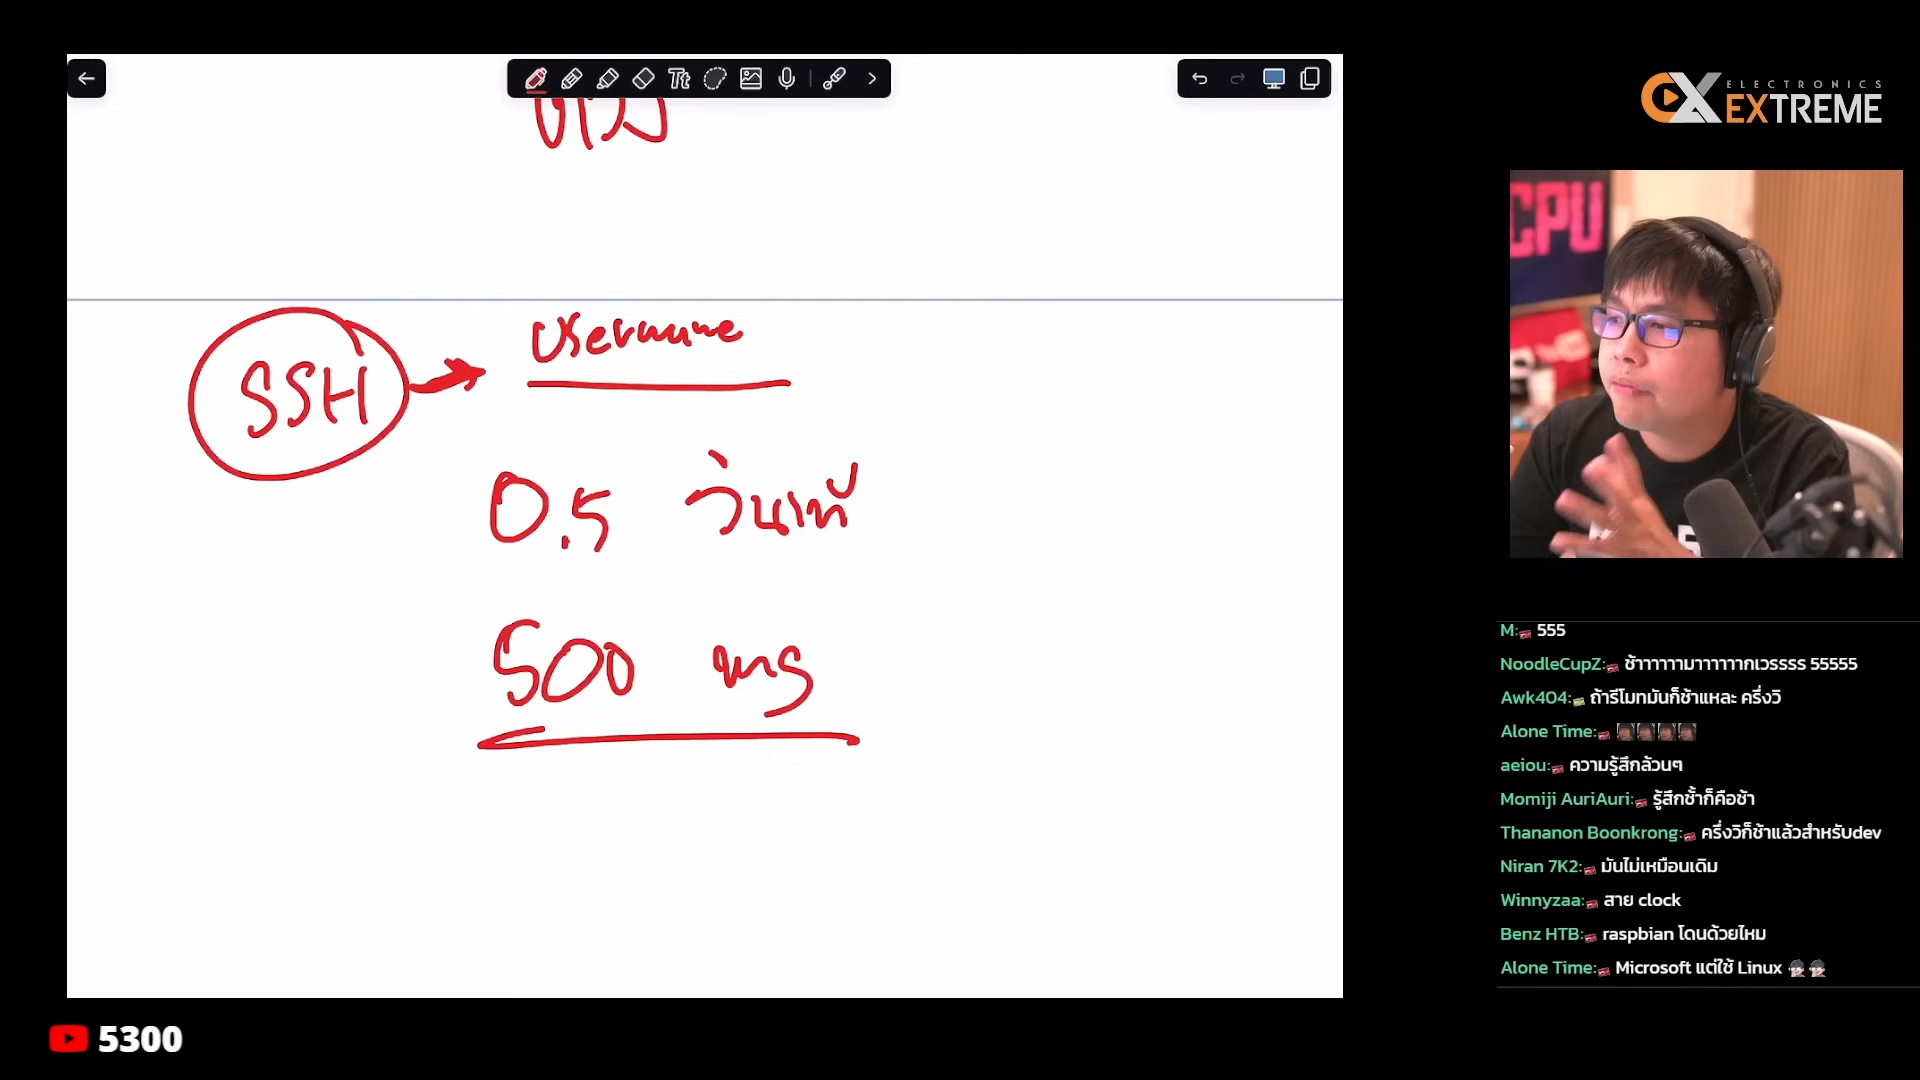 Tt
ELECTRONICS
EXTREME
CPU
SSH
Username
0.5 วินาที
500 ms
M: 555
NoodleCupZ: ช้าาาาาามาาาาาากเวรรรร 55555
Awk404: ถ้ารีโมทมันก็ช้าแหละ ครึ่งวิ
Alone Time:
aeiou: ความรู้สึกล้วนๆ
Momiji AuriAuri: รู้สึกช้ำก็คือช้า
Thananon Boonkrong: ครึ่งวิก็ช้าแล้วสำหรับdev
Niran 7K2: มันไม่เหมือนเดิม
Winnyzaa: สาย clock
Benz HTB: raspbian โดนด้วยไหม
Alone Time: Microsoft แต่ใช้ Linux
5300